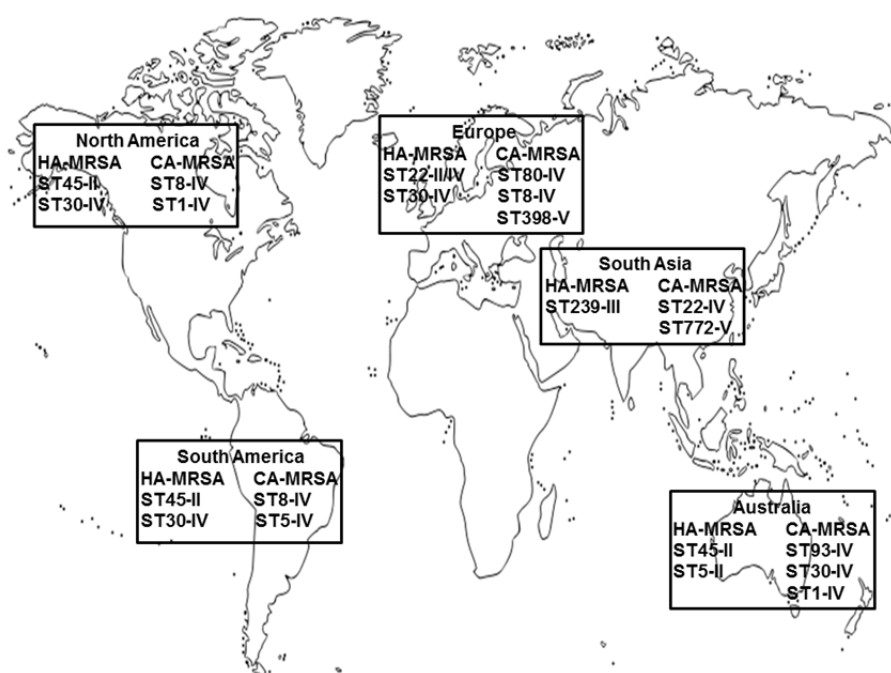 North America
HA-MRSA CA-MRSA
ST45-II ST8-IV
ST30-IV ST1-IV
Europe
HA-MRSA CA-MRSA
ST22-II/IV ST80-IV
ST30-IV ST8-IV
ST398-V
South Asia
HA-MRSA CA-MRSA
ST239-III ST22-IV
ST772-V
South America
HA-MRSA CA-MRSA
ST45-II ST8-IV
ST30-IV ST5-IV
Australia
HA-MRSA CA-MRSA
ST45-II ST93-IV
ST5-II ST30-IV
ST1-IV